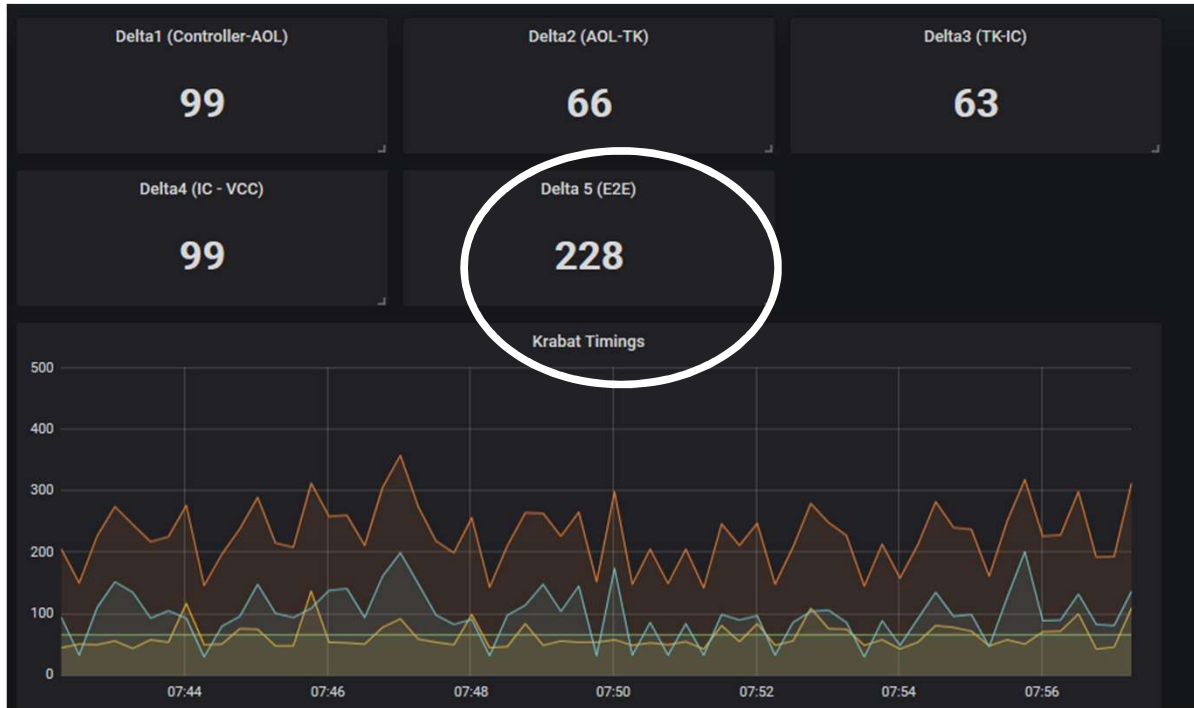 Delta1 (Controller-AOL)
99
Delta2 (AOL-TK)
66
Delta3 (TK-IC)
63
Delta4 (IC - VCC)
99
Delta 5 (E2E)
228
Krabat Timings
500
400
300
200
100
0
07:44 07:46 07:48 07:50 07:52 07:54 07:56